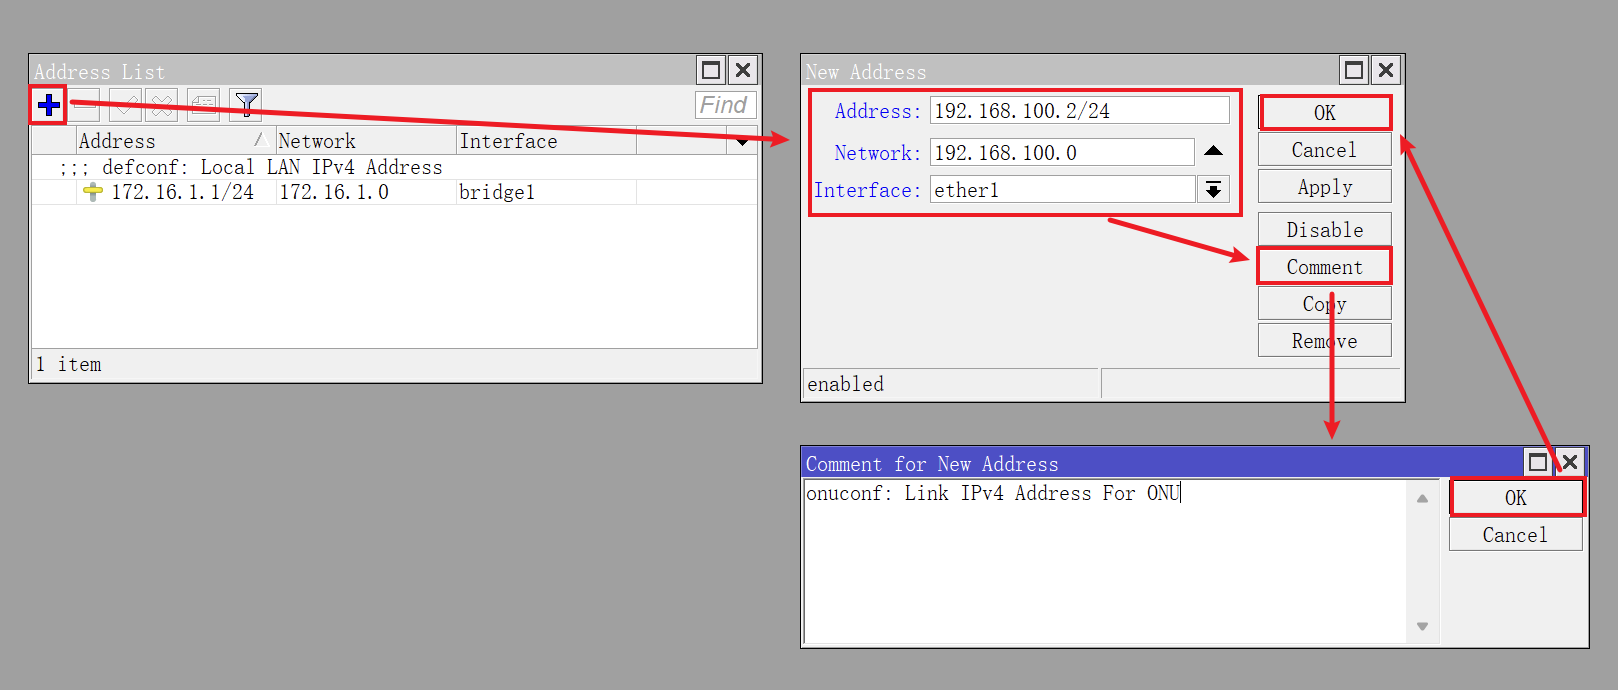 Address List
Find
Address Network Interface
;;; defconf: Local LAN IPv4 Address
172.16.1.1/24 172.16.1.0 bridge1
1 item
New Address
Address: 192.168.100.2/24
Network: 192.168.100.0
Interface: ether1
OK
Cancel
Apply
Disable
Comment
Copy
Remove
enabled
Comment for New Address
onuconf: Link IPv4 Address For ONU
OK
Cancel